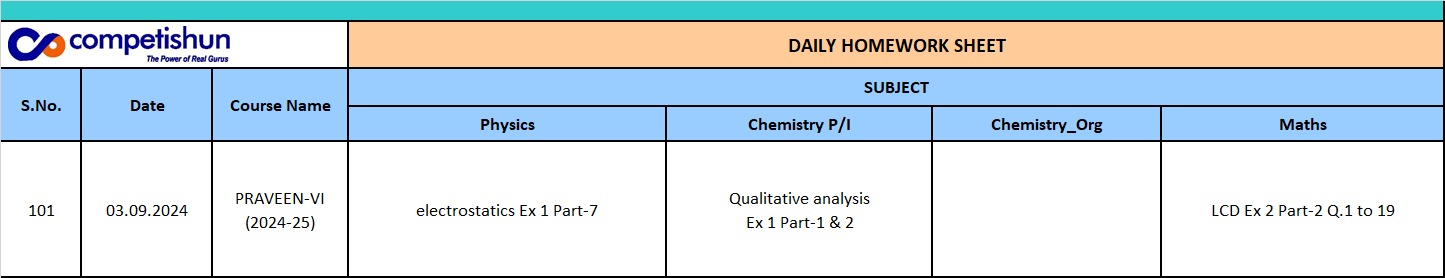 competishun
The Power of Real Gurus
DAILY HOMEWORK SHEET
S.No.
Date
Course Name
SUBJECT
Physics
Chemistry P/I
Chemistry_Org
Maths
101
03.09.2024
PRAVEEN-VI
(2024-25)
electrostatics Ex 1 Part-7
Qualitative analysis
Ex 1 Part-1 & 2
LCD Ex 2 Part-2 Q.1 to 19